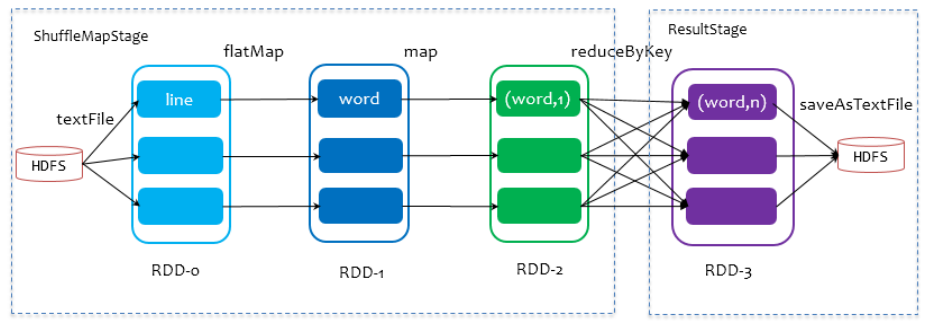 ShuffleMapStage
ResultStage
flatMap
map
reduceByKey
line
word
(word,1)
(word,n)
saveAsTextFile
textFile
HDFS
HDFS
RDD-0
RDD-1
RDD-2
RDD-3